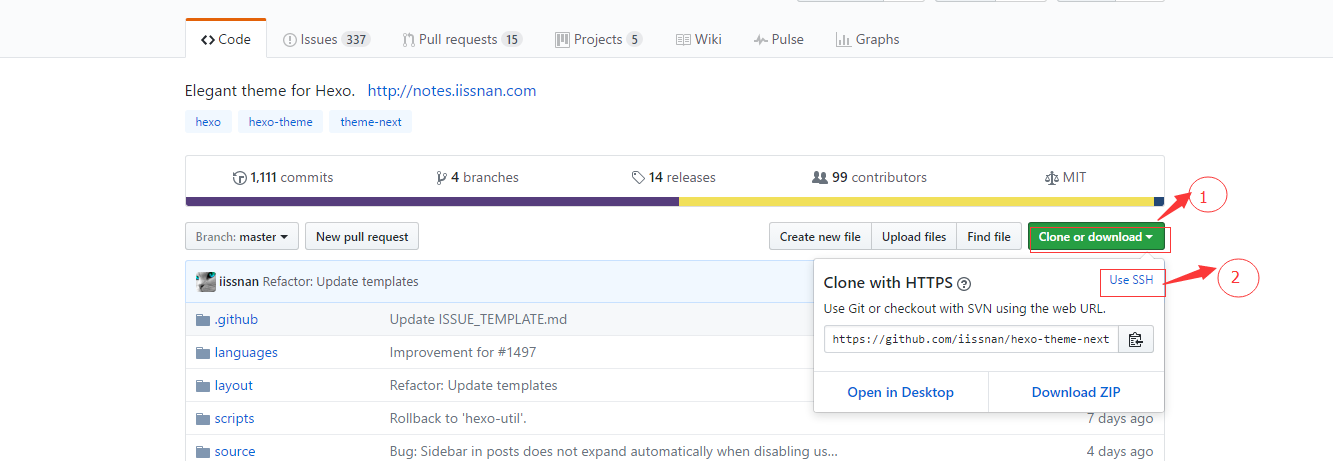 Code Issues 337 Pull requests 15 Projects 5 Wiki Pulse Graphs
Elegant theme for Hexo. http://notes.iissnan.com
hexo hexo-theme theme-next
1,111 commits 4 branches 14 releases 99 contributors MIT
1
Branch: master New pull request Create new file Upload files Find file Clone or download
iissnan Refactor: Update templates
Clone with HTTPS ? Use SSH
2
Use Git or checkout with SVN using the web URL.
.github Update ISSUE_TEMPLATE.md
https://github.com/iissnan/hexo-theme-next
languages Improvement for #1497
layout Refactor: Update templates
Open in Desktop Download ZIP
scripts Rollback to 'hexo-util'. 7 days ago
source Bug: Sidebar in posts does not expand automatically when disabling us... 4 days ago